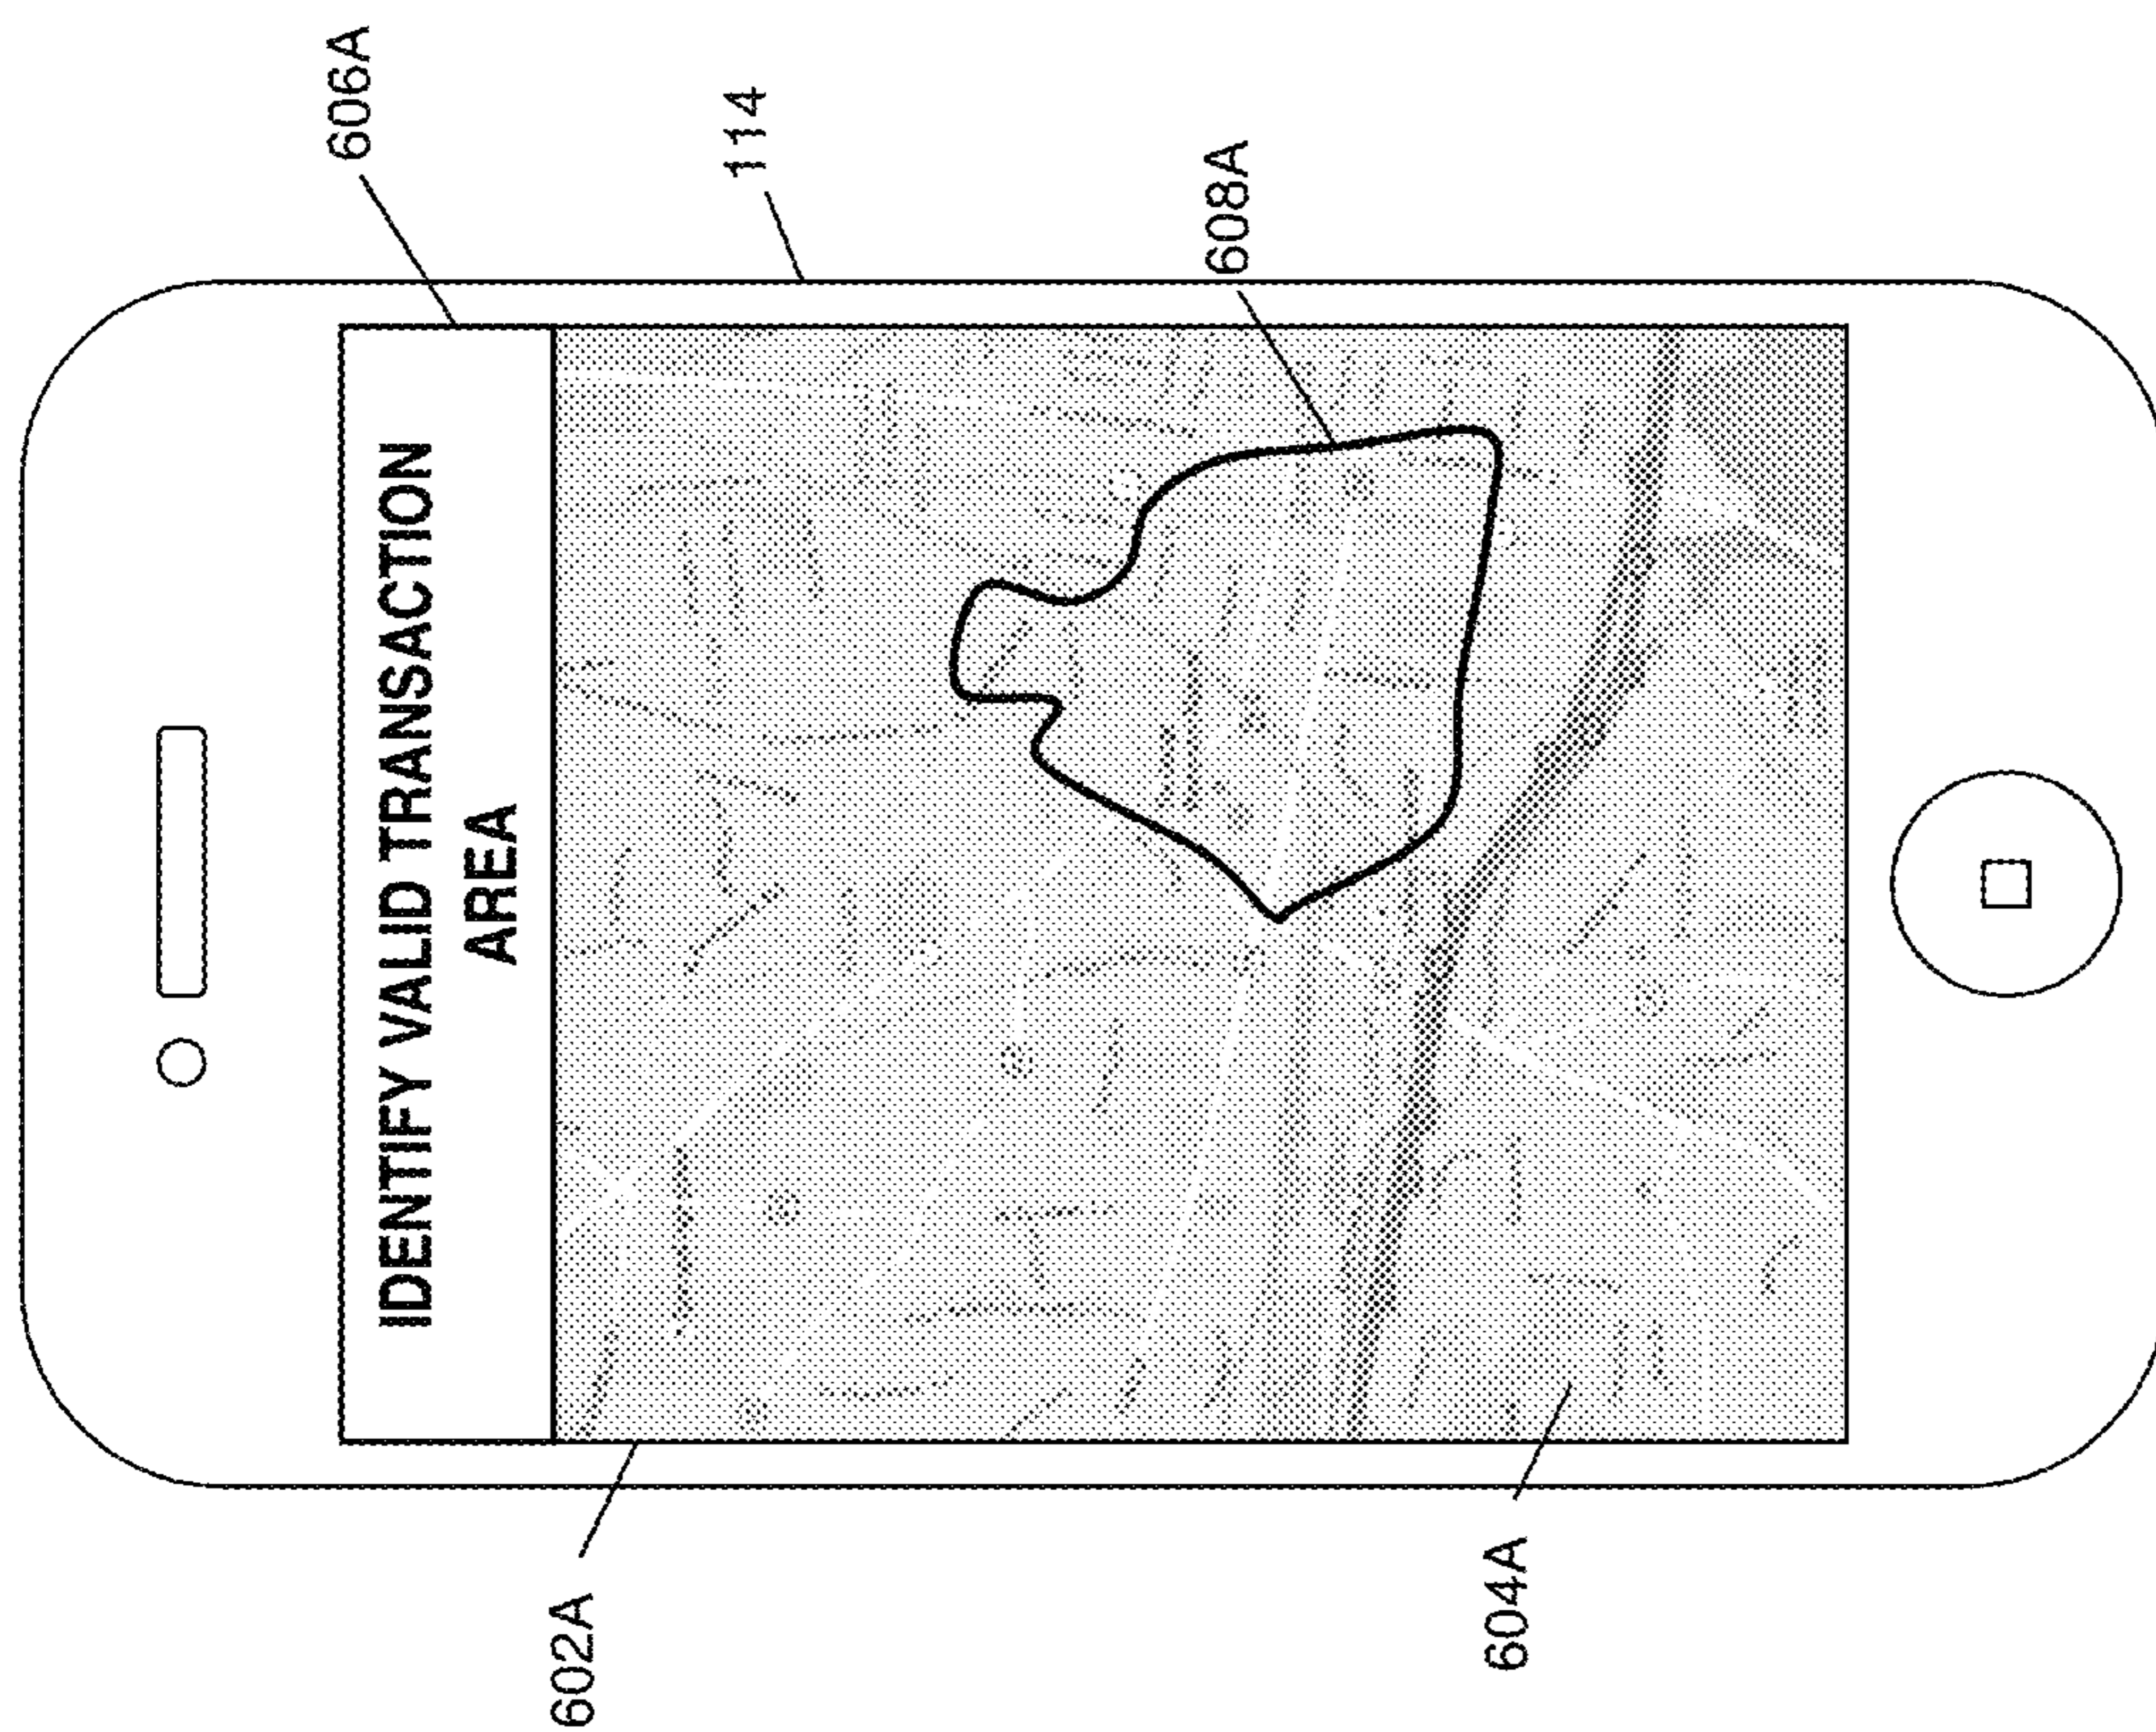 606A
114
IDENTIFY VALID TRANSACTION
AREA
608A
602A
604A